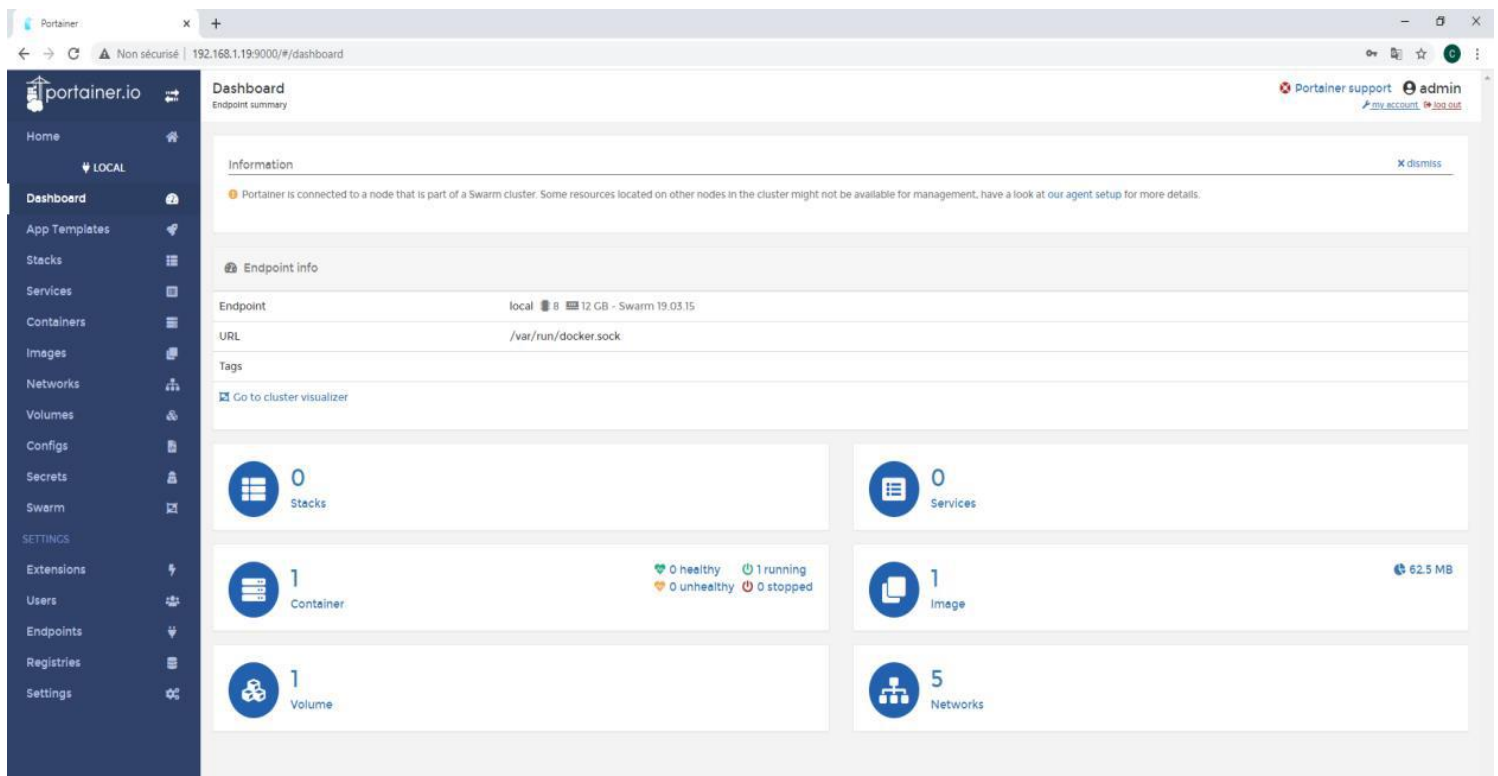 Portainer
Non sécurisé | 192.168.1.19:9000/#/dashboard
C
portainer.io
Home
LOCAL
Dashboard
App Templates
Stacks
Services
Containers
Images
Networks
Volumes
Configs
Secrets
Swarm
SETTINGS
Extensions
Users
Endpoints
Registries
Settings
Dashboard
Endpoint summary
Portainer support admin
my account log out
Information
dismiss
Portainer is connected to a node that is part of a Swarm cluster. Some resources located on other nodes in the cluster might not be available for management, have a look at our agent setup for more details.
Endpoint info
Endpoint local 8 12 GB - Swarm 19.03.15
URL /var/run/docker.sock
Tags
Go to cluster visualizer
0
Stacks
0
Services
1
Container
0 healthy 1 running
0 unhealthy 0 stopped
1
Image
62.5 MB
1
Volume
5
Networks